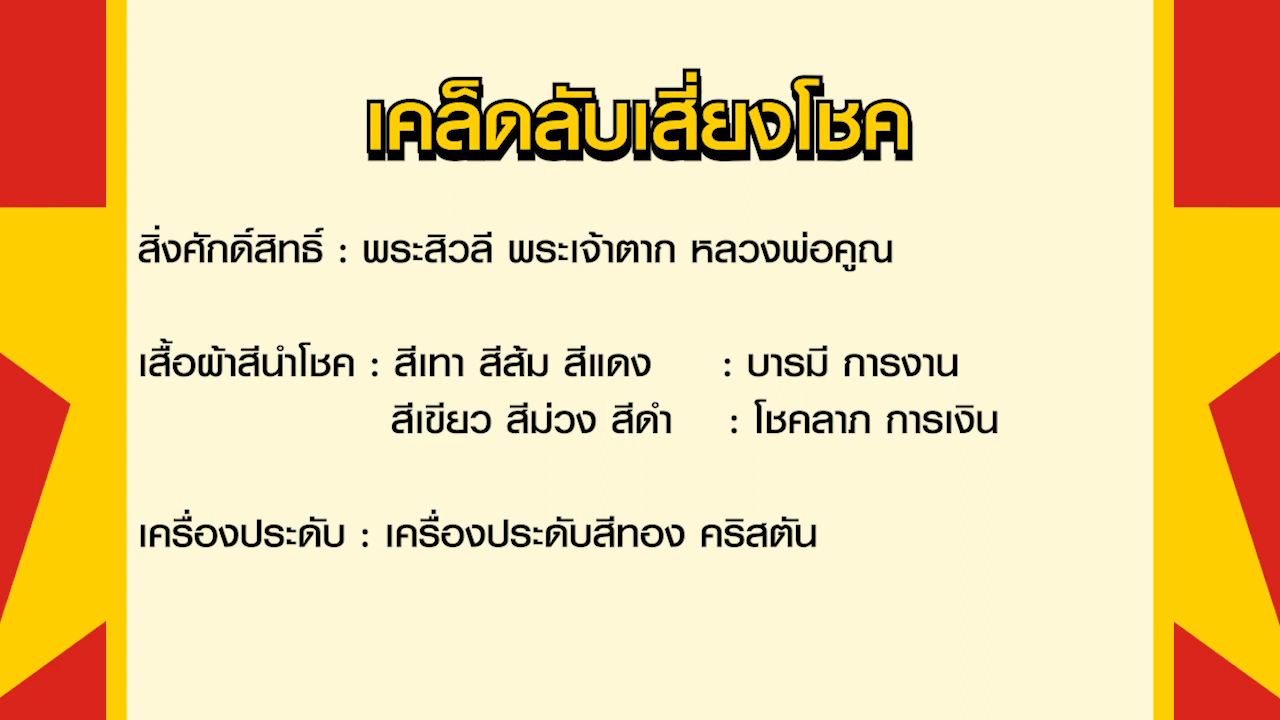 เคล็ดลับเสี่ยงโชค
สิ่งศักดิ์สิทธิ์ : พระสิวลี พระเจ้าตาก หลวงพ่อคูณ
เสื้อผ้าสีนำโชค : สีเทา สีส้ม สีแดง : บารมี การงาน
สีเขียว สีม่วง สีดำ : โชคลาภ การเงิน
เครื่องประดับ : เครื่องประดับสีทอง คริสตัน